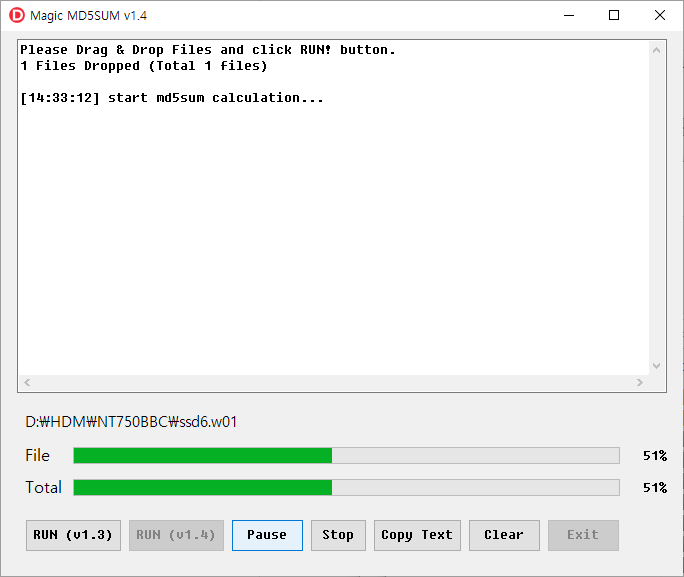 D Magic MD5SUM v1.4
Please Drag & Drop Files and click RUN! button.
1 Files Dropped (Total 1 files)
[14:33:12] start md5sum calculation...
D:₩HDM₩NT750BBC₩ssd6.w01
File 51%
Total 51%
RUN (v1.3) RUN (v1.4) Pause Stop Copy Text Clear Exit